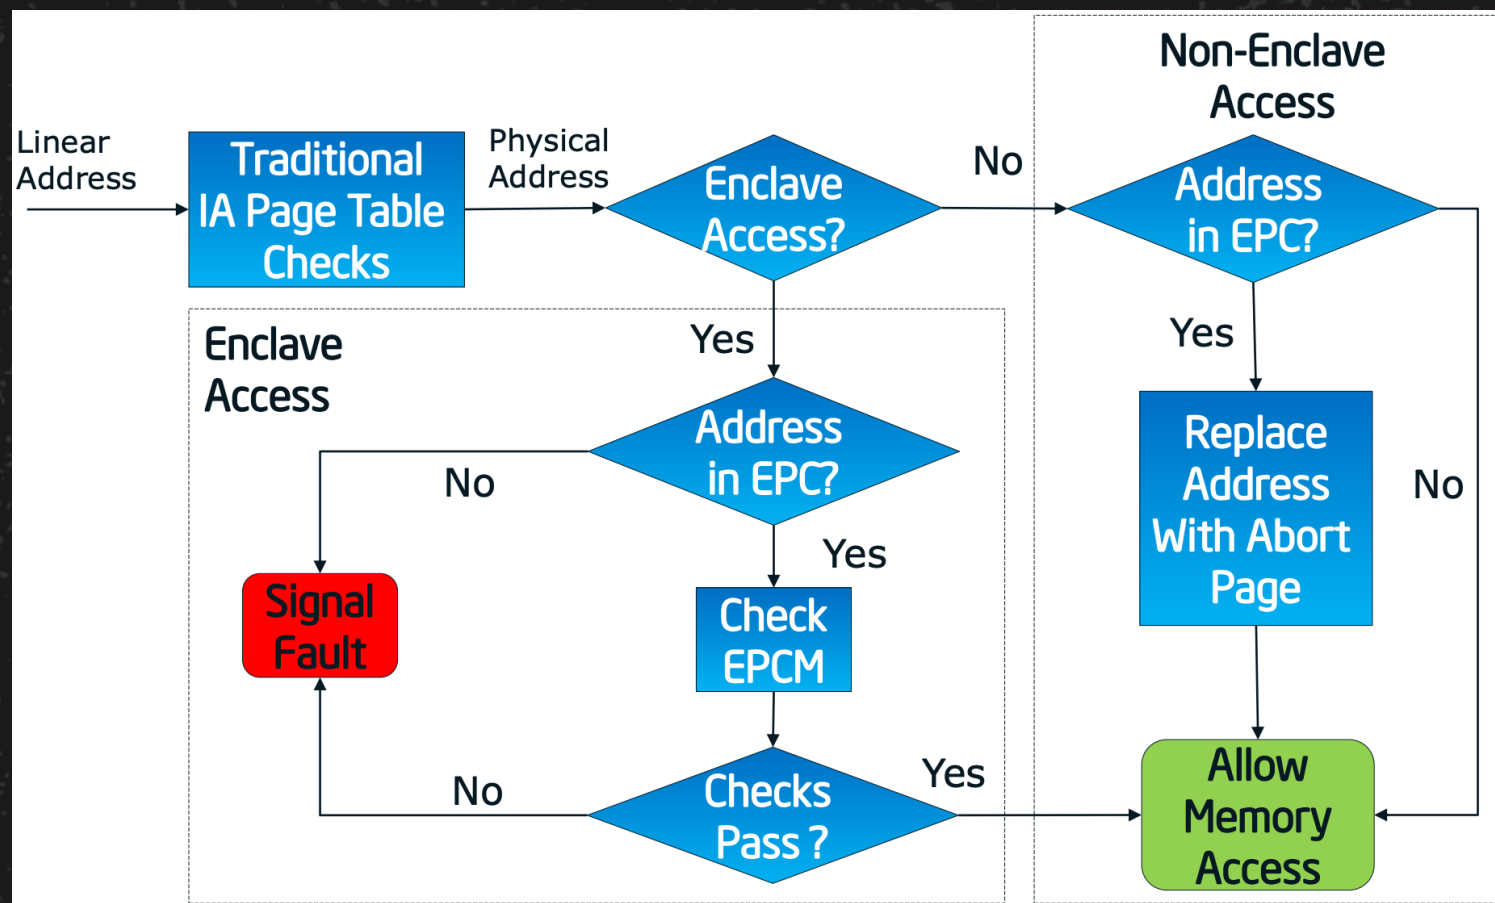 Non-Enclave
Access
Linear
Address
Traditional
IA Page Table
Checks
Physical
Address
Enclave
Access?
No
Address
in EPC?
Yes
Enclave
Access
Yes
Address
in EPC?
No
Replace
Address
With Abort
Page
No
Yes
Signal
Fault
Check
EPCM
No
Checks
Pass ?
Yes
Allow
Memory
Access